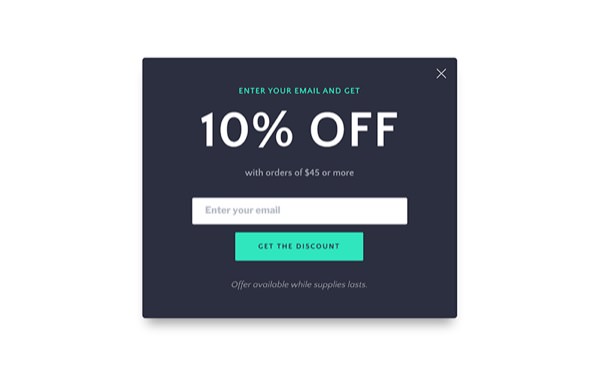 ENTER YOUR EMAIL AND GET
10% OFF
with orders of $45 or more
Enter your email
GET THE DISCOUNT
Offer available while supplies lasts.